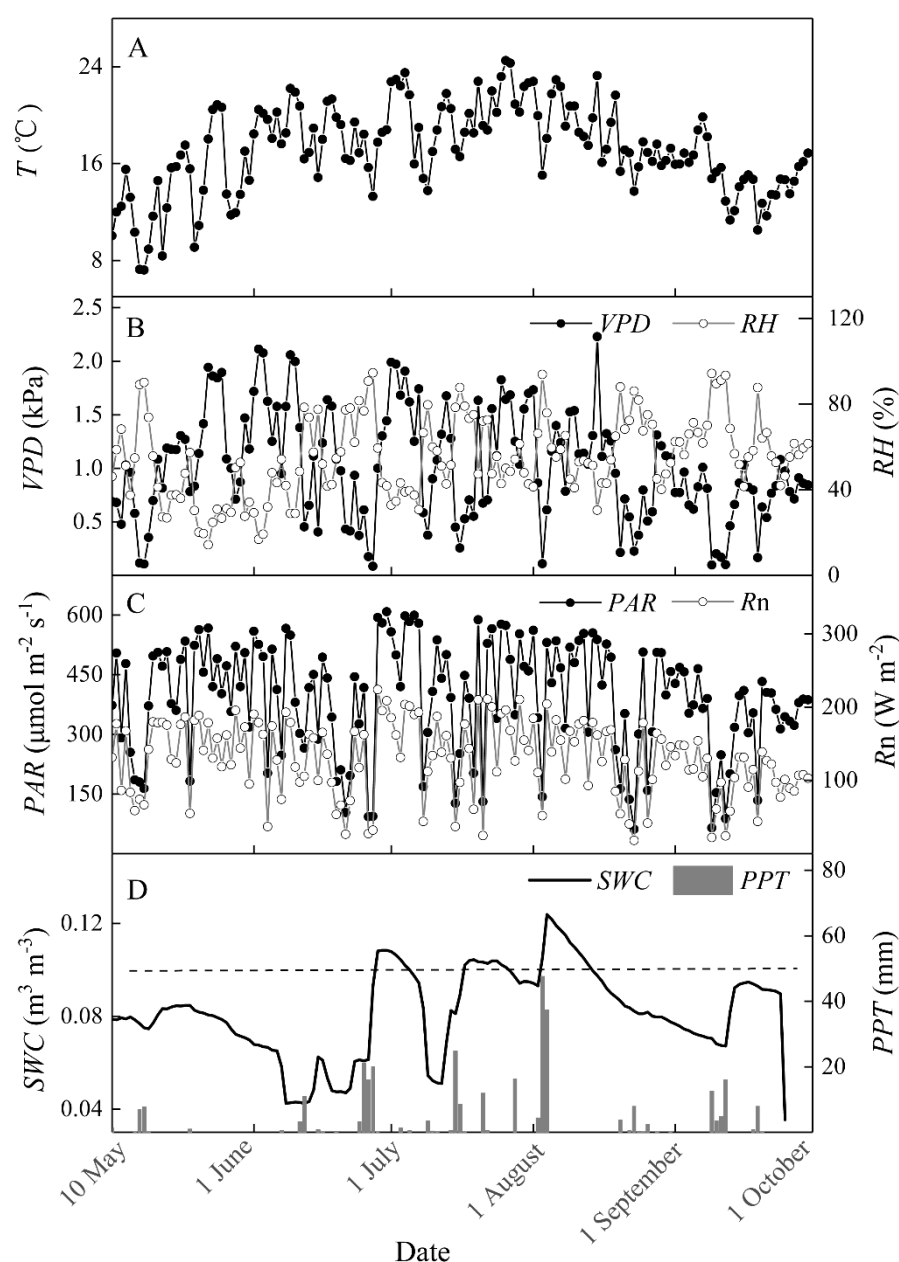 A
24
16
8
T (℃)
B
VPD
RH
2.5
2.0
1.5
1.0
0.5
VPD (kPa)
120
80
40
0
RH (%)
C
PAR
Rn
600
450
300
150
PAR (μmol m⁻² s⁻¹)
300
200
100
Rn (W m⁻²)
D
SWC
PPT
0.12
0.08
0.04
SWC (m³ m⁻³)
80
60
40
20
PPT (mm)
10 May
1 June
1 July
1 August
1 September
1 October
Date